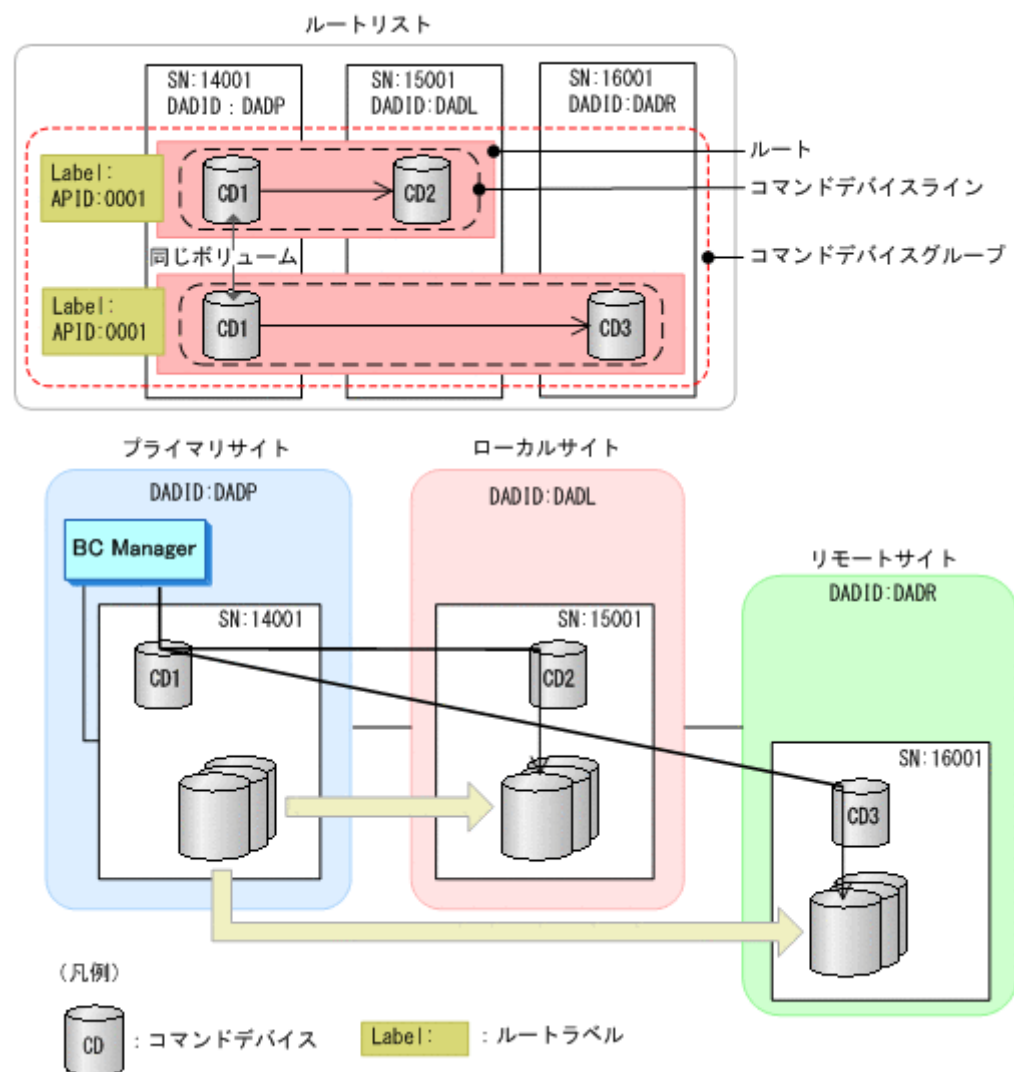 ルートリスト
SN:14001
DADID：DADP
SN:15001
DADID:DADL
SN:16001
DADID:DADR
ルート
Label:
APID:0001
CD1
CD2
コマンドデバイスライン
同じボリューム
コマンドデバイスグループ
Label:
APID:0001
CD1
CD3
プライマリサイト
ローカルサイト
DADID:DADP
DADID:DADL
BC Manager
リモートサイト
DADID:DADR
SN:14001
SN:15001
CD1
CD2
SN:16001
CD3
(凡例)
CD
：コマンドデバイス
Label:
：ルートラベル